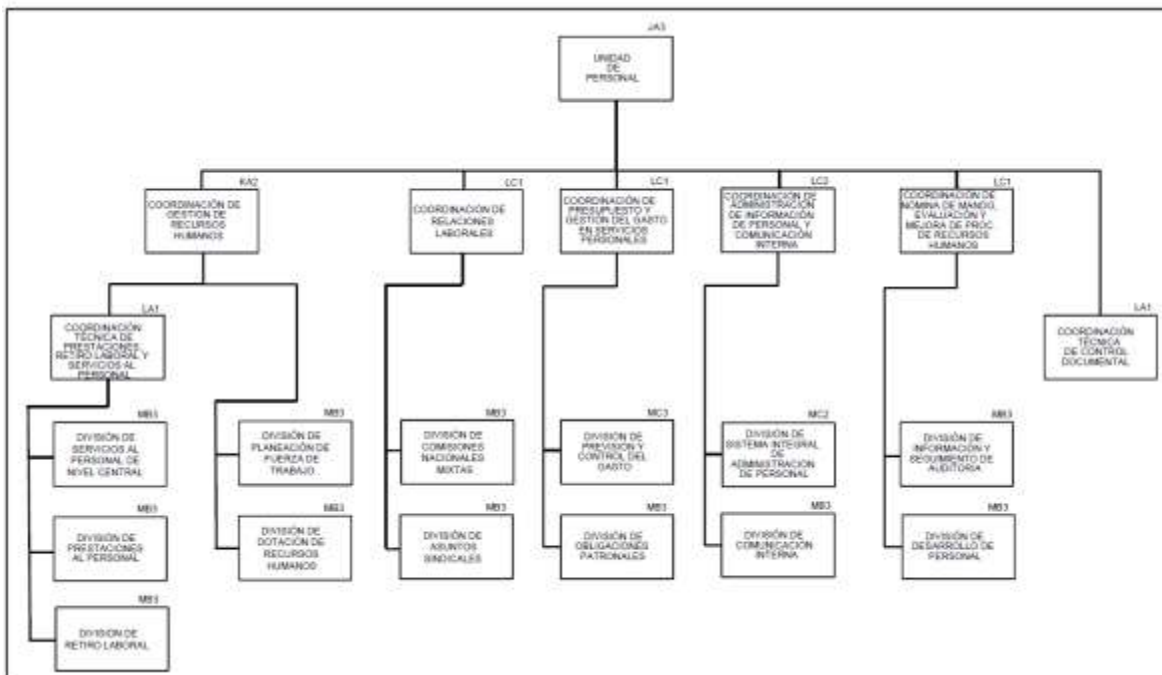 JA3
UNIDAD
DE
PERSONAL
KA2
COORDINACIÓN DE
GESTIÓN DE
RECURSOS
HUMANOS
LC1
COORDINACIÓN DE
RELACIONES
LABORALES
LC1
COORDINACIÓN DE
PRESUPUESTO Y
GESTIÓN DEL GASTO
EN SERVICIOS
PERSONALES
COORDINACIÓN DE
ADMINISTRACIÓN
DE INFORMACIÓN
DE PERSONAL Y
COMUNICACIÓN
INTERNA
LC1
COORDINACIÓN DE
NÓMINA DE MANDO,
EVALUACIÓN Y
MEJORA DE PROC.
DE RECURSOS
HUMANOS
LA1
COORDINACIÓN
TÉCNICA DE
PRESTACIONES,
RETIRO LABORAL Y
SERVICIOS AL
PERSONAL
LA1
COORDINACIÓN
TÉCNICA
DE CONTROL
DOCUMENTAL
MB3
DIVISIÓN DE
SERVICIOS AL
PERSONAL DE
NIVEL CENTRAL
MB3
DIVISIÓN DE
PLANEACIÓN DE
FUERZA DE
TRABAJO
MB3
DIVISIÓN DE
COMISIONES
NACIONALES
MIXTAS
MC3
DIVISIÓN DE
PREVISIÓN Y
CONTROL DEL
GASTO
MC2
DIVISIÓN DE
SISTEMA INTEGRAL
DE
ADMINISTRACIÓN
DE PERSONAL
MB3
DIVISIÓN DE
INFORMACIÓN Y
SEGUIMIENTO DE
AUDITORIA
MB3
DIVISIÓN DE
PRESTACIONES
AL PERSONAL
MB3
DIVISIÓN DE
DOTACIÓN DE
RECURSOS
HUMANOS
MB3
DIVISIÓN DE
ASUNTOS
SINDICALES
MB3
DIVISIÓN DE
OBLIGACIONES
PATRONALES
MB3
DIVISIÓN DE
COMUNICACIÓN
INTERNA
MB3
DIVISIÓN DE
DESARROLLO DE
PERSONAL
MB3
DIVISIÓN DE
RETIRO LABORAL